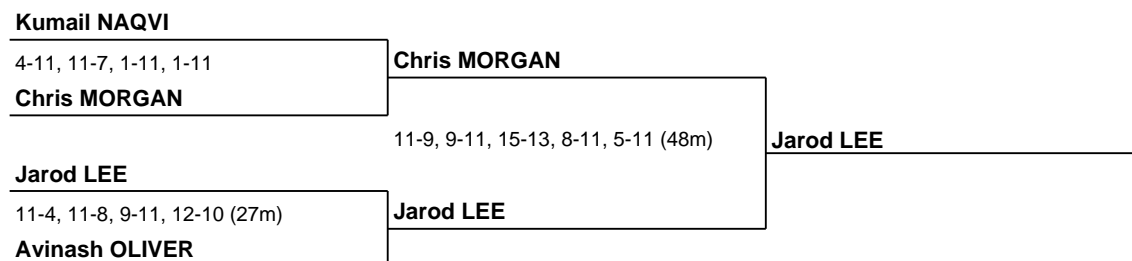 Kumail NAQVI
4-11, 11-7, 1-11, 1-11
Chris MORGAN
Chris MORGAN
11-9, 9-11, 15-13, 8-11, 5-11 (48m)
Jarod LEE
Jarod LEE
11-4, 11-8, 9-11, 12-10 (27m)
Jarod LEE
Avinash OLIVER